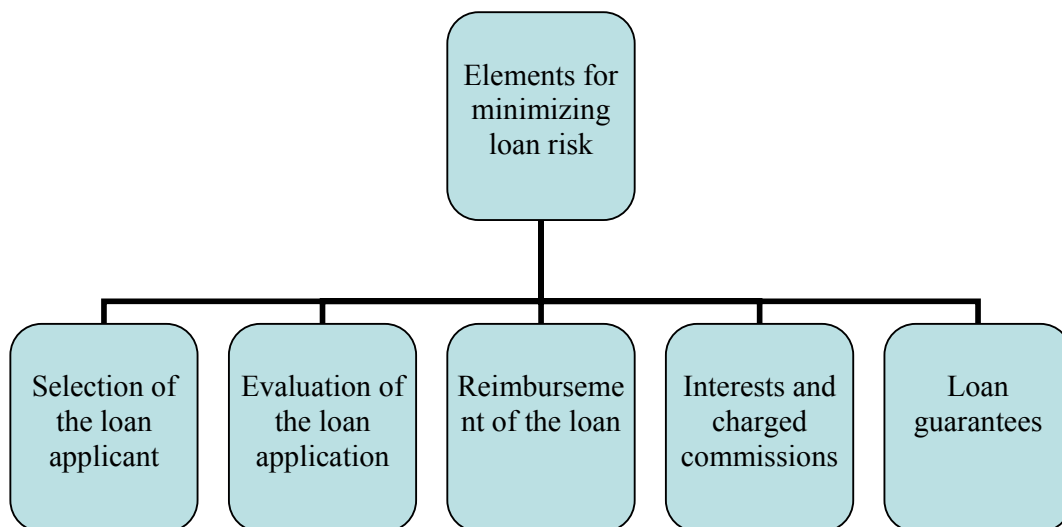 Elements for
minimizing
loan risk
Selection of
the loan
applicant
Evaluation of
the loan
application
Reimburseme
nt of the loan
Interests and
charged
commissions
Loan
guarantees